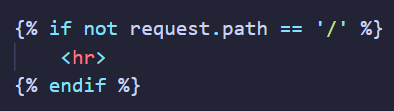 {% if not request.path == '/' %}
<hr>
{% endif %}